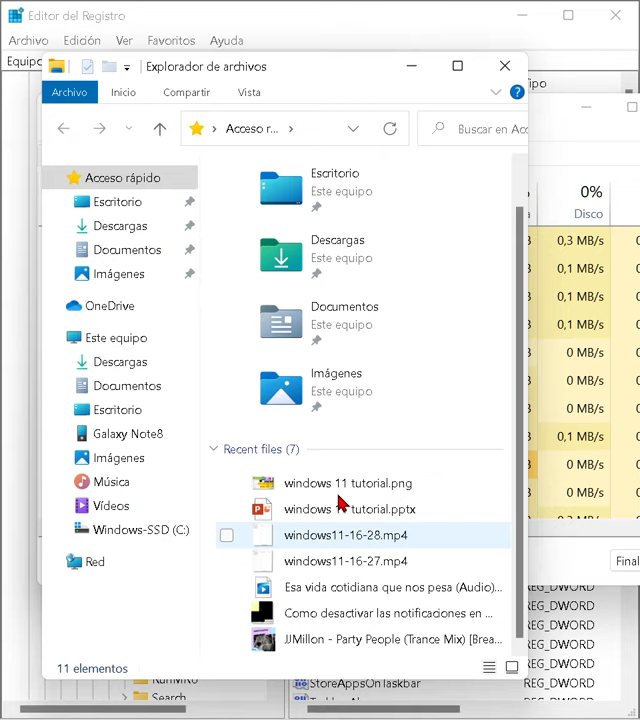 Editor del Registro
Archivo Edición Ver Favoritos Ayuda
Equipo
Explorador de archivos
Archivo Inicio Compartir Vista
Acceso r...
Buscar en Acc
Acceso rápido
Escritorio
Descargas
Documentos
Imágenes
OneDrive
Este equipo
Descargas
Documentos
Escritorio
Galaxy Note8
Imágenes
Música
Vídeos
Windows-SSD (C:)
Red
Escritorio
Este equipo
Descargas
Este equipo
Documentos
Este equipo
Imágenes
Este equipo
Recent files (7)
windows 11 tutorial.png
windows tutorial.pptx
windows11-16-28.mp4
windows11-16-27.mp4
Esa vida cotidiana que nos pesa (Audio)...
Como desactivar las notificaciones en ...
JJMillon - Party People (Trance Mix) [Brea...
11 elementos
0%
Disco
0,3 MB/s
0,1 MB/s
0,1 MB/s
0,1 MB/s
0 MB/s
0 MB/s
0 MB/s
0,1 MB/s
0 MB/s
0 MB/s
Final
REG_DWORD
REG_DWORD
REG_DWORD
REG_DWORD
StoreAppsOnTaskbar REG_DWORD
Search